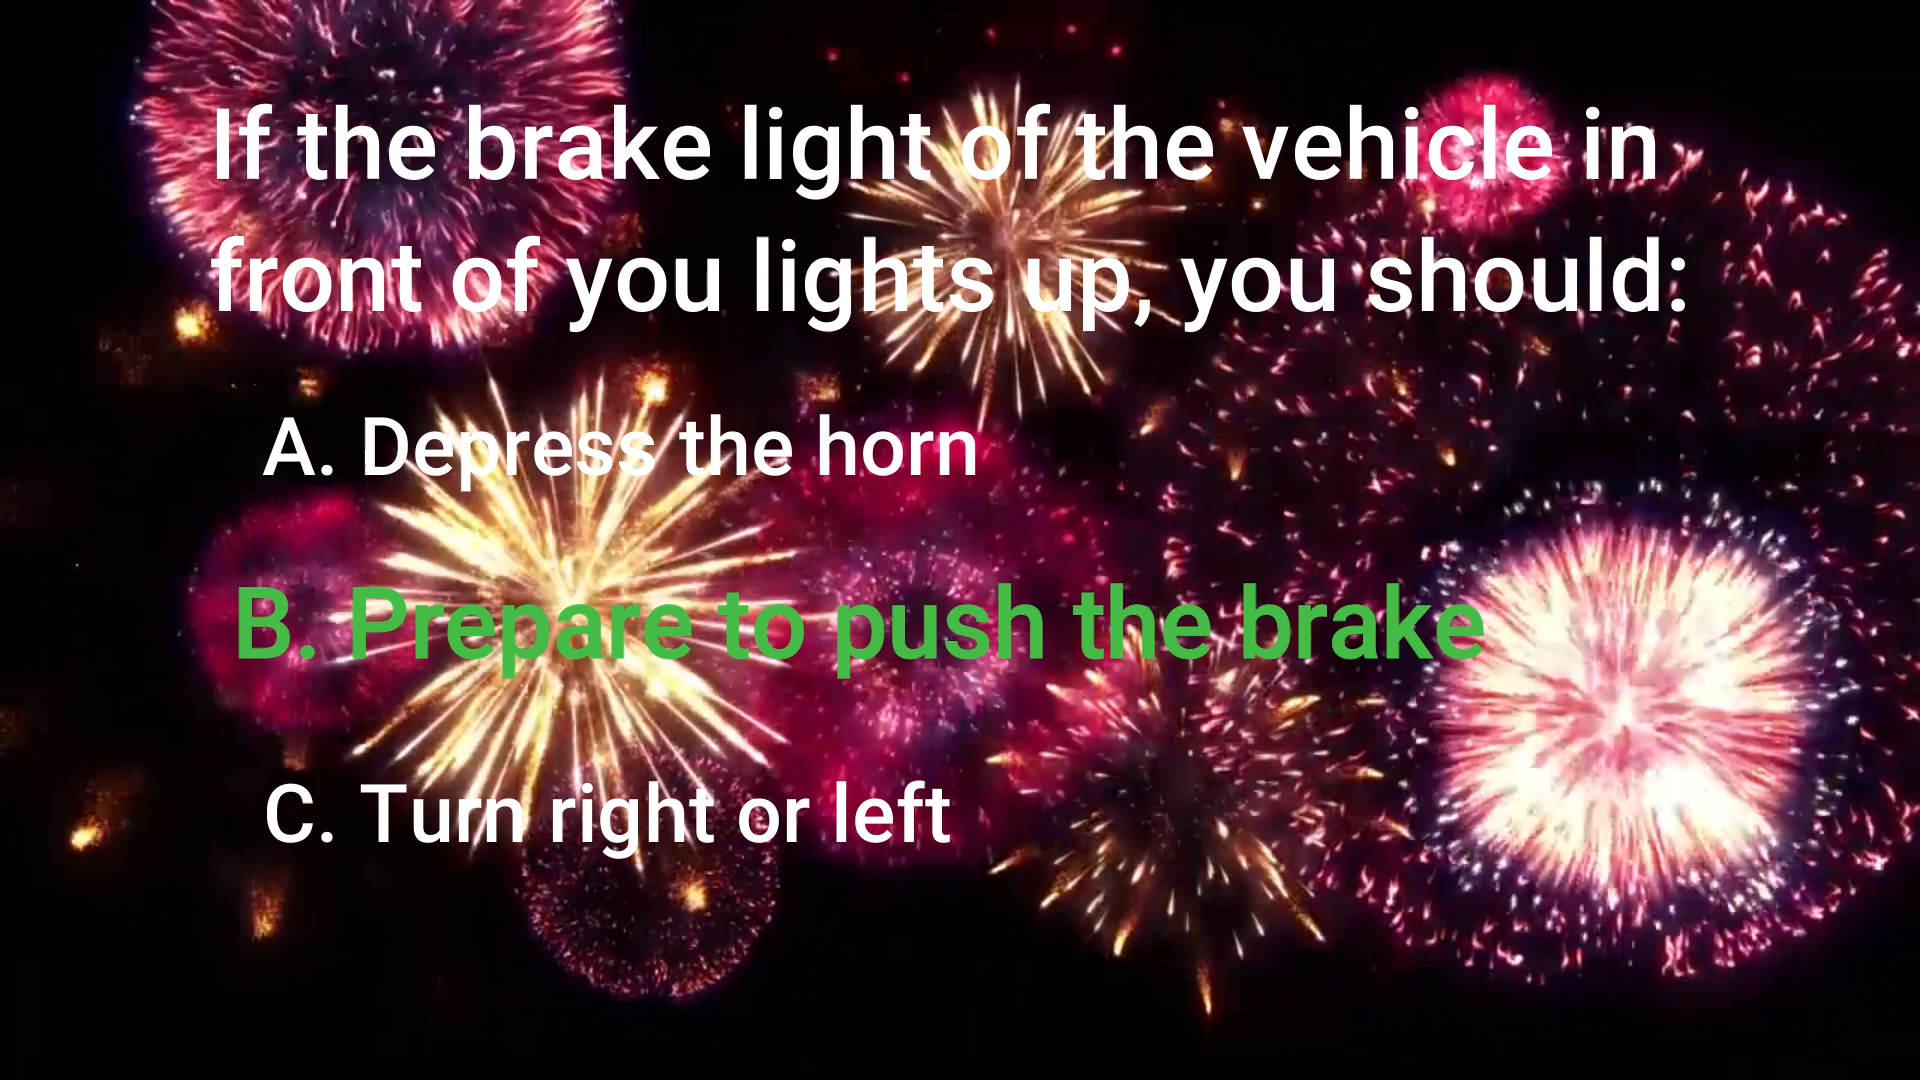 If the brake light of the vehicle in
front of you lights up, you should:
A. Depress the horn
B. Prepare to push the brake
C. Turn right or left